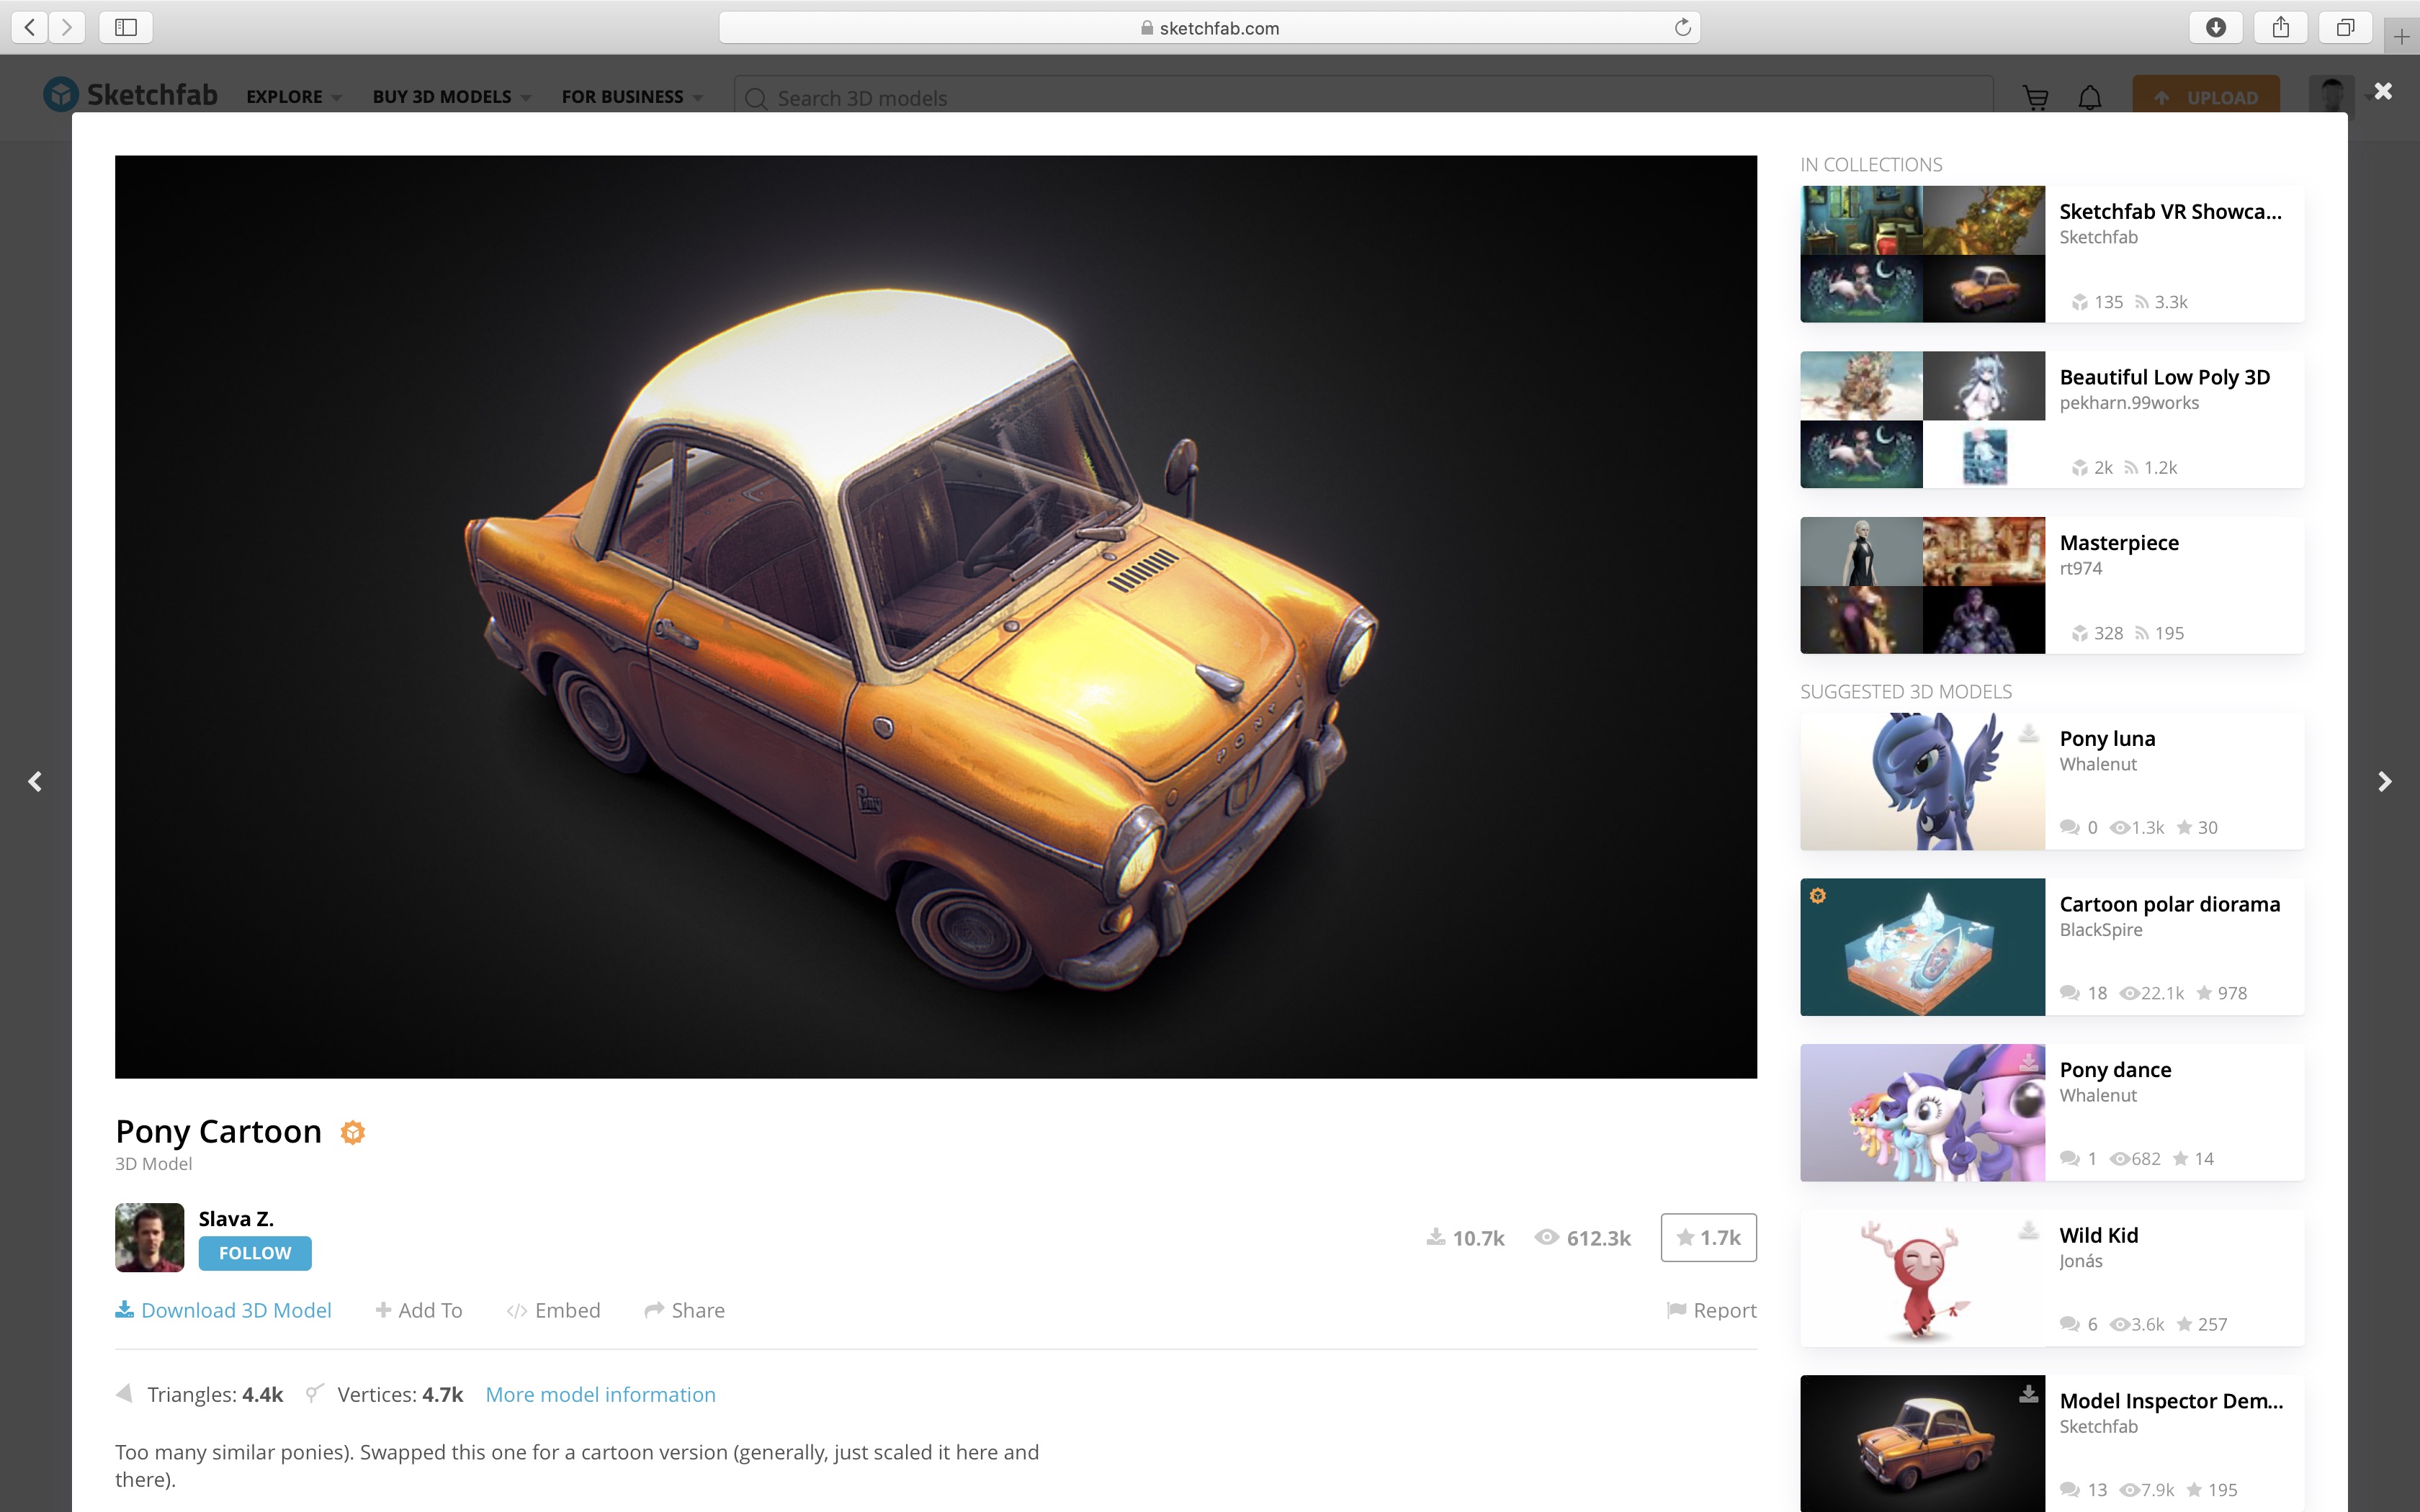 sketchfab.com
Sketchfab
EXPLORE
BUY 3D MODELS
FOR BUSINESS
Search 3D models
UPLOAD
PONY
Pony
Pony Cartoon
3D Model
Slava Z.
FOLLOW
10.7k
612.3k
1.7k
Download 3D Model
Add To
Embed
Share
Report
Triangles: 4.4k
Vertices: 4.7k
More model information
Too many similar ponies). Swapped this one for a cartoon version (generally, just scaled it here and
there).
IN COLLECTIONS
Sketchfab VR Showca...
Sketchfab
135
3.3k
Beautiful Low Poly 3D
pekharn.99works
2k
1.2k
Masterpiece
rt974
328
195
SUGGESTED 3D MODELS
Pony luna
Whalenut
0
1.3k
30
Cartoon polar diorama
BlackSpire
18
22.1k
978
Pony dance
Whalenut
1
682
14
Wild Kid
Jonás
6
3.6k
257
Model Inspector Dem...
Sketchfab
13
7.9k
195